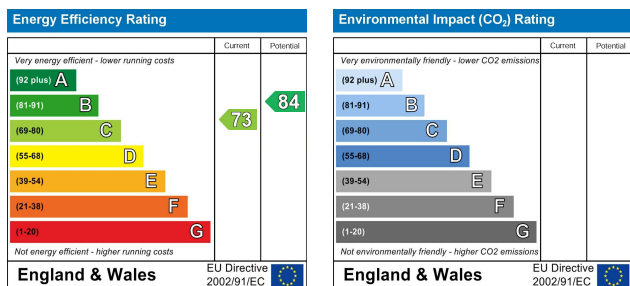 Energy Efficiency Rating
Current Potential
Very energy efficient - lower running costs
(92 plus) A
(81-91) B
(69-80) C
(55-68) D
(39-54) E
(21-38) F
(1-20) G
73
84
Not energy efficient - higher running costs
England & Wales
EU Directive
2002/91/EC
Environmental Impact (CO₂) Rating
Current Potential
Very environmentally friendly - lower CO2 emissions
(92 plus) A
(81-91) B
(69-80) C
(55-68) D
(39-54) E
(21-38) F
(1-20) G
Not environmentally friendly - higher CO2 emissions
England & Wales
EU Directive
2002/91/EC